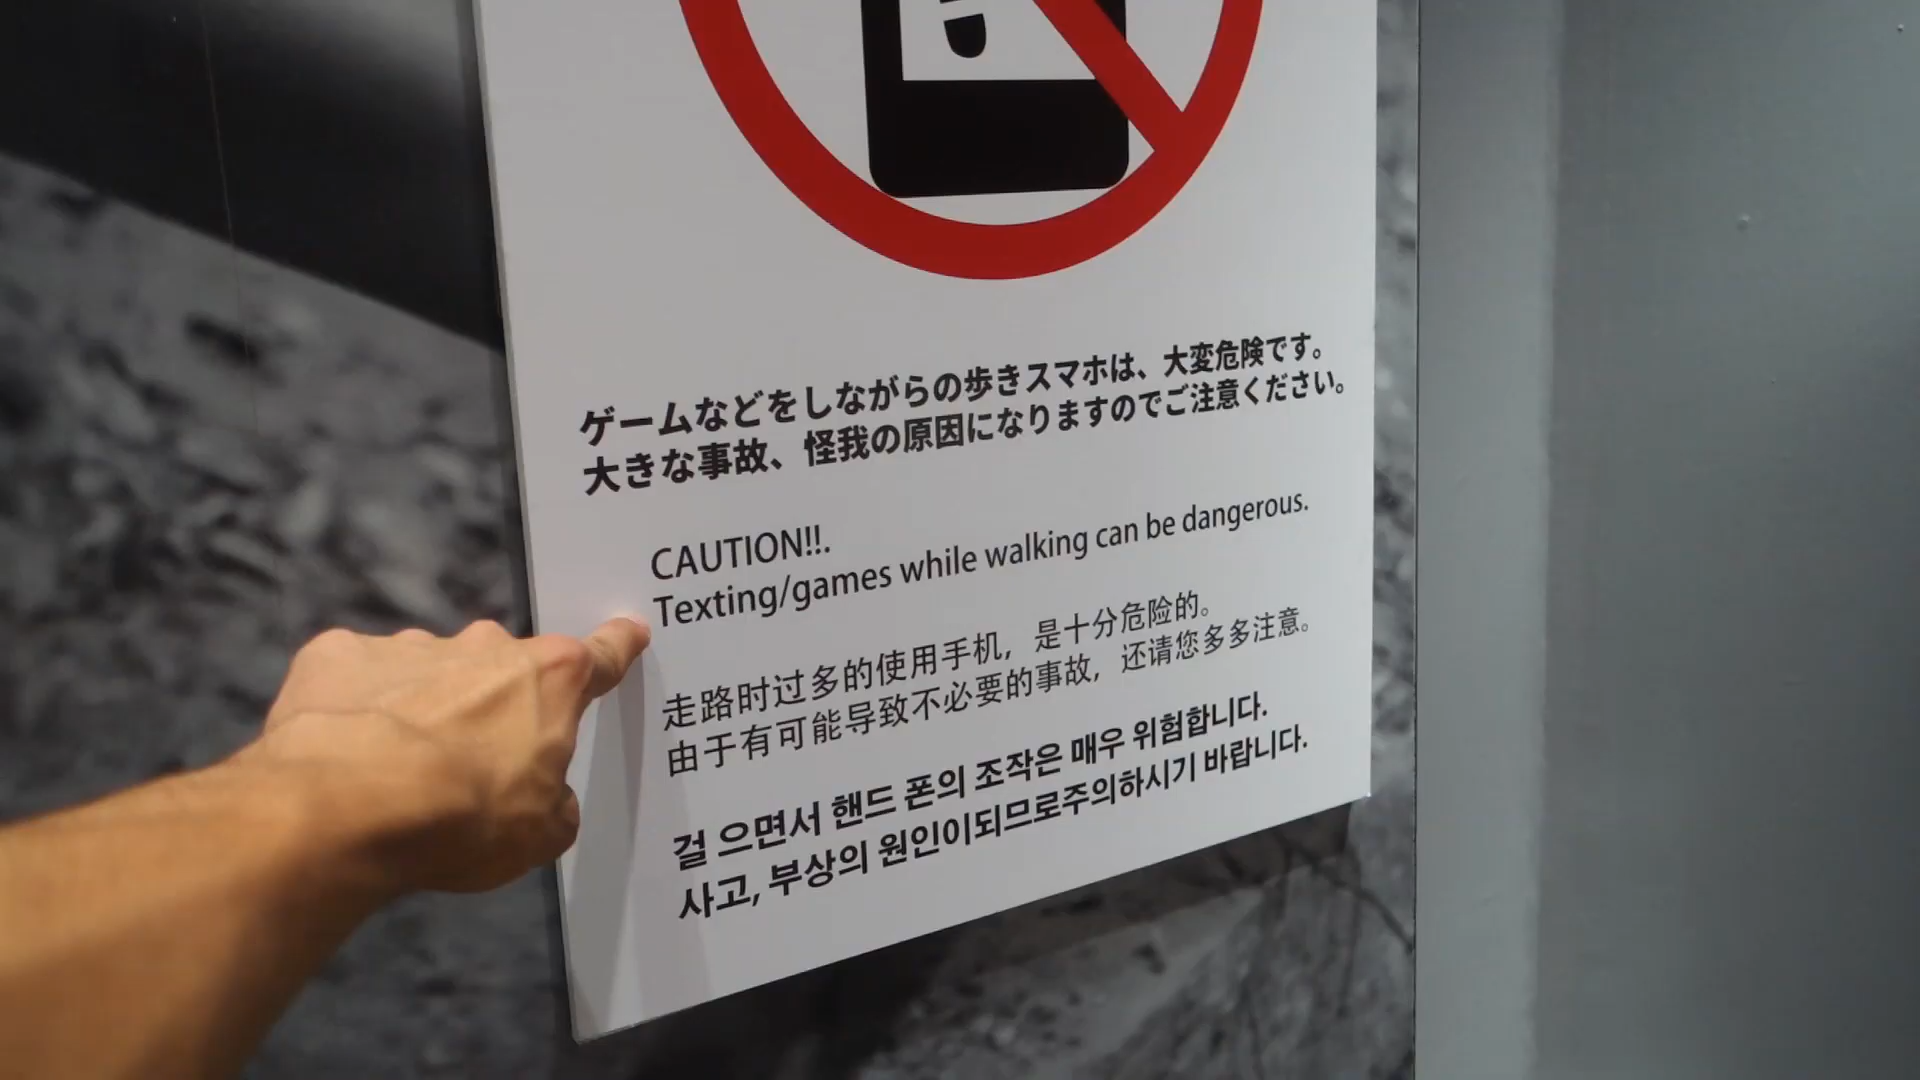 ゲームなどをしながらの歩きスマホは、大変危険です。
大きな事故、怪我の原因になりますのでご注意ください。
CAUTION!!.
Texting/games while walking can be dangerous.
走路时过多的使用手机，是十分危险的。
由于有可能导致不必要的事故，还请您多多注意。
걸 으면서 핸드 폰의 조작은 매우 위험합니다.
사고, 부상의 원인이되므로주의하시기 바랍니다.